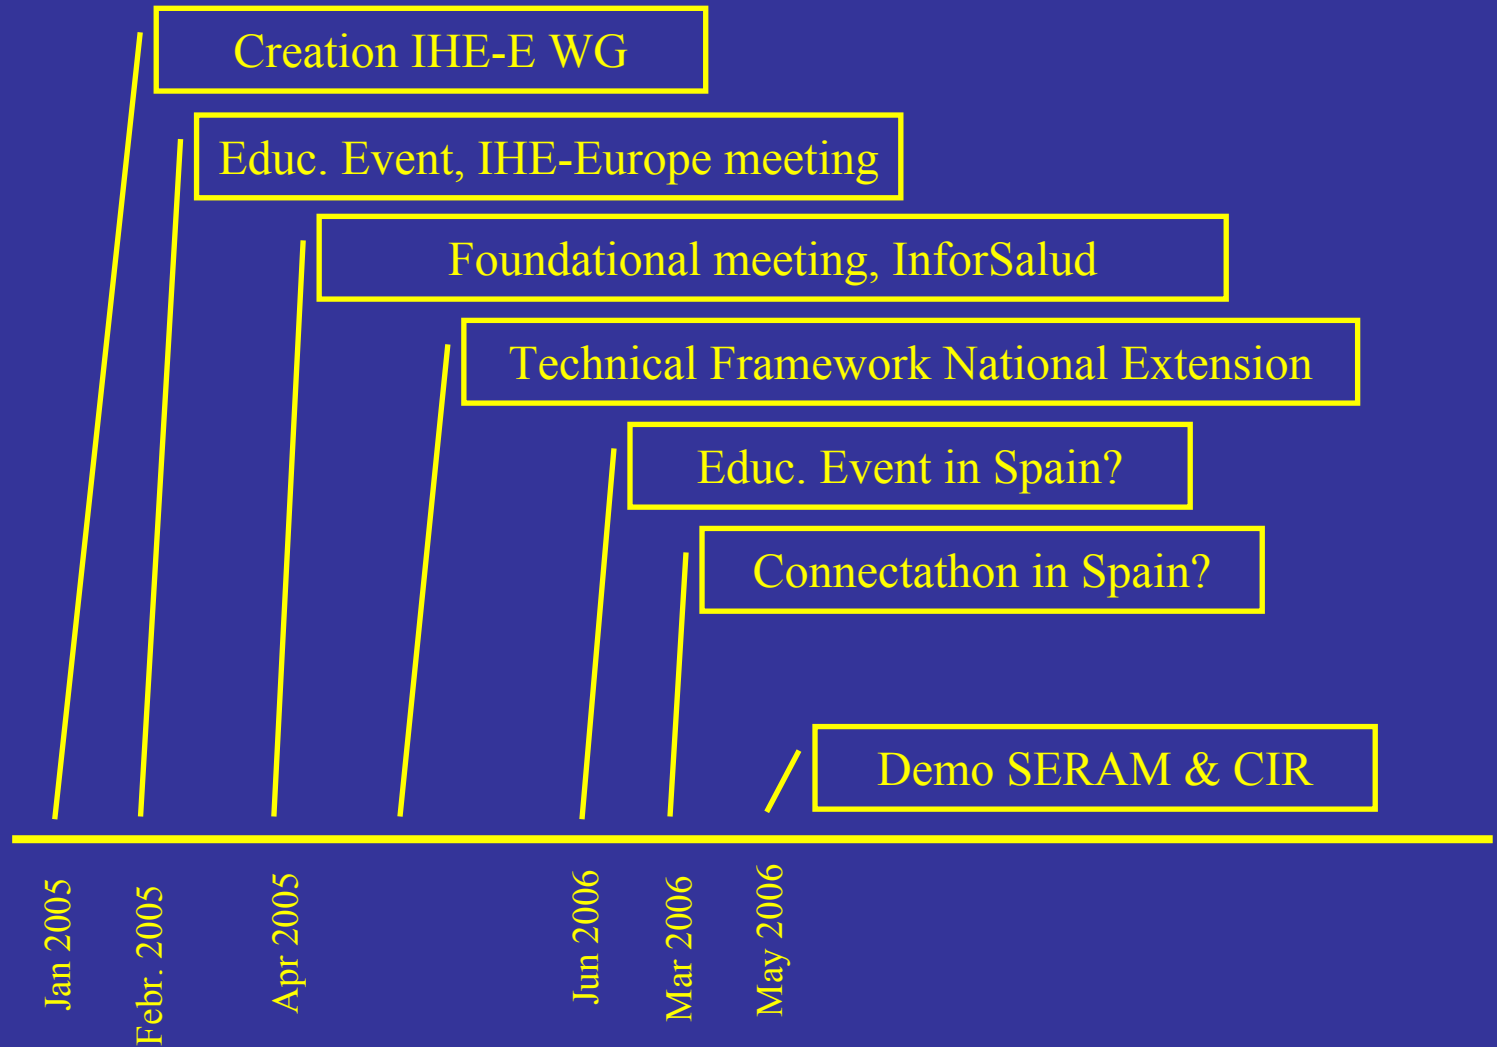 Creation IHE-E WG
Educ. Event, IHE-Europe meeting
Foundational meeting, InforSalud
Technical Framework National Extension
Educ. Event in Spain?
Connectathon in Spain?
Demo SERAM & CIR
Jan 2005
Febr. 2005
Apr 2005
Jun 2006
Mar 2006
May 2006